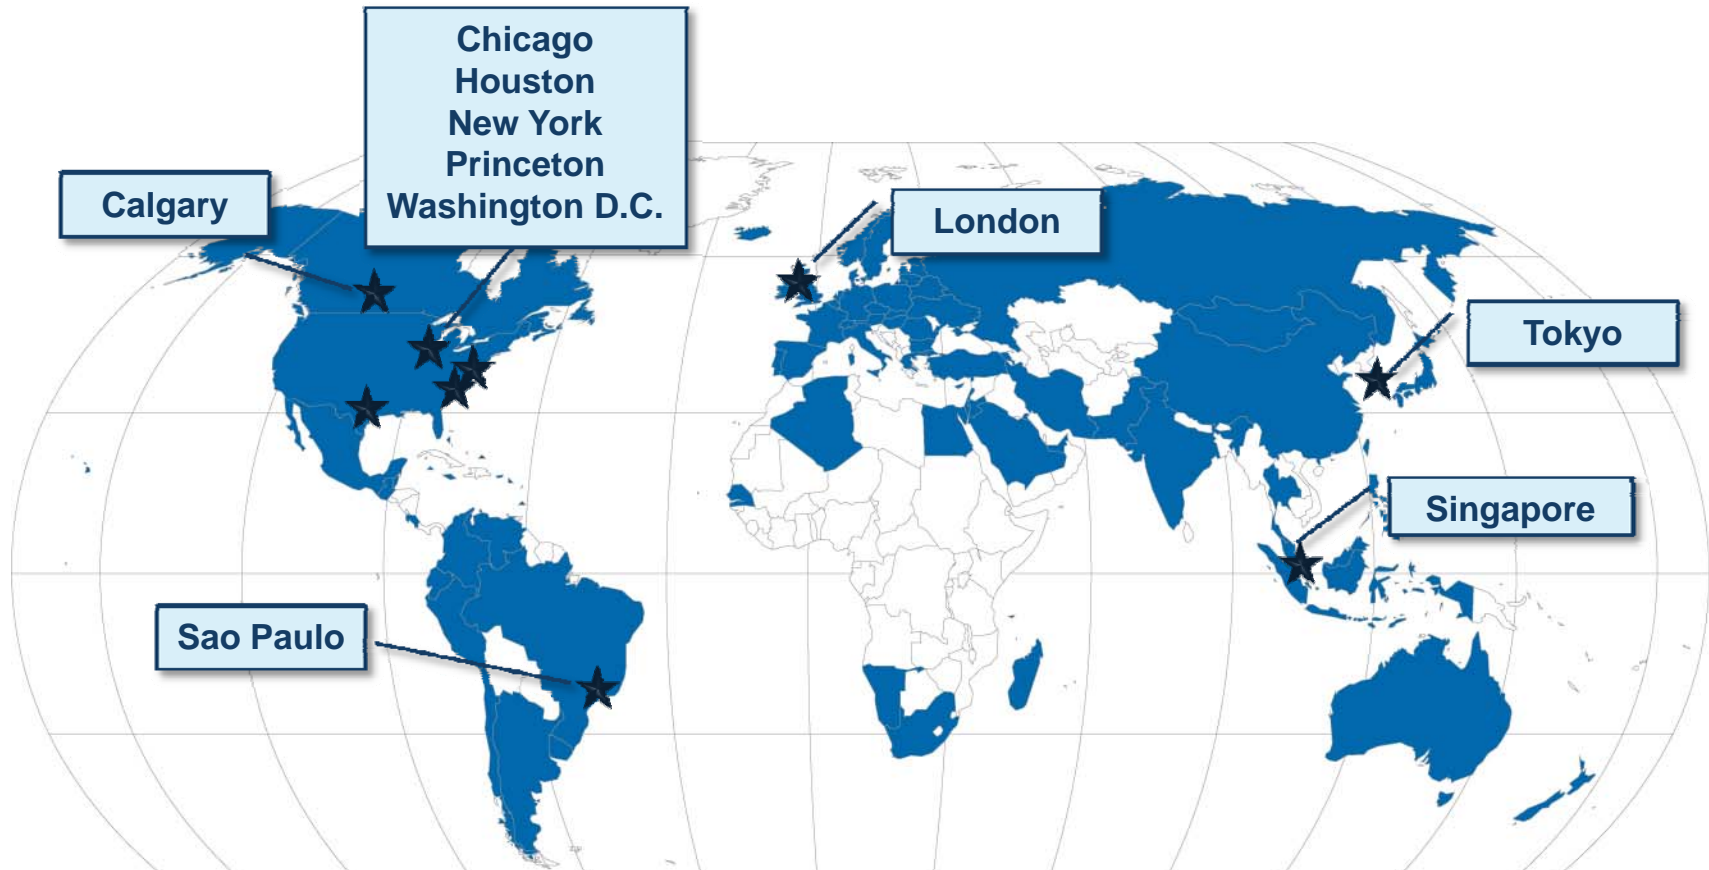 Chicago
Houston
New York
Princeton
Washington D.C.
Calgary
London
Tokyo
Singapore
Sao Paulo